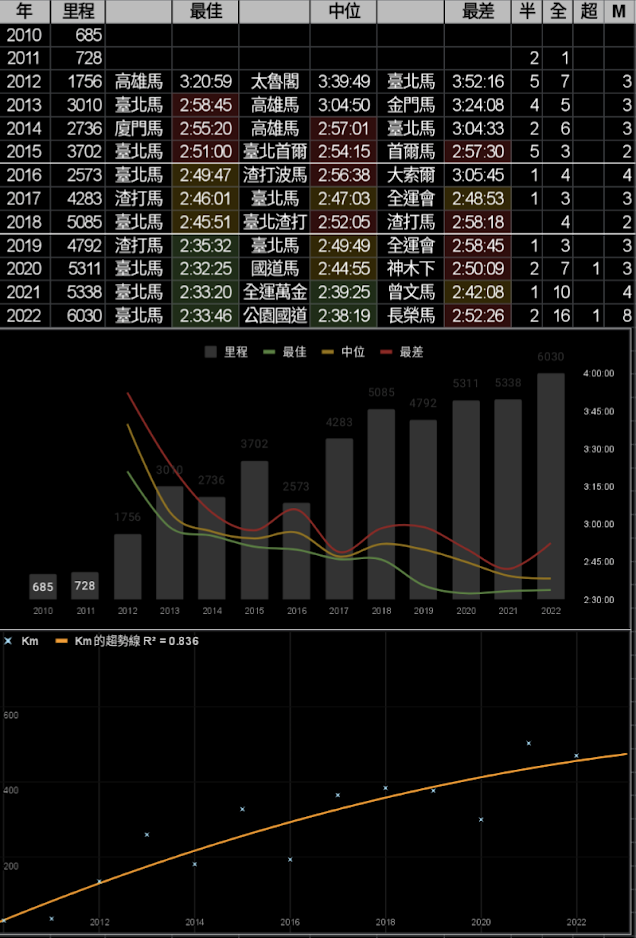 年 里程 最佳 中位 最差 半 全 超 M
2010 685
2011 728 2 1
2012 1756 高雄馬 3:20:59 太魯閣 3:39:49 臺北馬 3:52:16 5 7 3
2013 3010 臺北馬 2:58:45 高雄馬 3:04:50 金門馬 3:24:08 4 5 3
2014 2736 廈門馬 2:55:20 高雄馬 2:57:01 臺北馬 3:04:33 2 6 3
2015 3702 臺北馬 2:51:00 臺北首爾 2:54:15 首爾馬 2:57:30 5 3 2
2016 2573 臺北馬 2:49:47 渣打波馬 2:56:38 大索爾 3:05:45 1 4 4
2017 4283 渣打馬 2:46:01 臺北馬 2:47:03 全運會 2:48:53 1 3 3
2018 5085 臺北馬 2:45:51 臺北渣打 2:52:05 渣打馬 2:58:18 4 2
2019 4792 渣打馬 2:35:32 臺北馬 2:49:49 全運會 2:58:45 1 3 3
2020 5311 臺北馬 2:32:25 國道馬 2:44:55 神木下 2:50:09 2 7 1 3
2021 5338 臺北馬 2:33:20 全運萬金 2:39:25 曾文馬 2:42:08 1 10 4
2022 6030 臺北馬 2:33:46 公園國道 2:38:19 長榮馬 2:52:26 2 16 1 8
里程 最佳 中位 最差
685 728 1756 3010 2736 3702 2573 4283 5085 4792 5311 5338 6030
4:00:00
3:45:00
3:30:00
3:15:00
3:00:00
2:45:00
2:30:00
2010 2011 2012 2013 2014 2015 2016 2017 2018 2019 2020 2021 2022
Km Km 的趨勢線 R² = 0.836
600
400
200
2012 2014 2016 2018 2020 2022